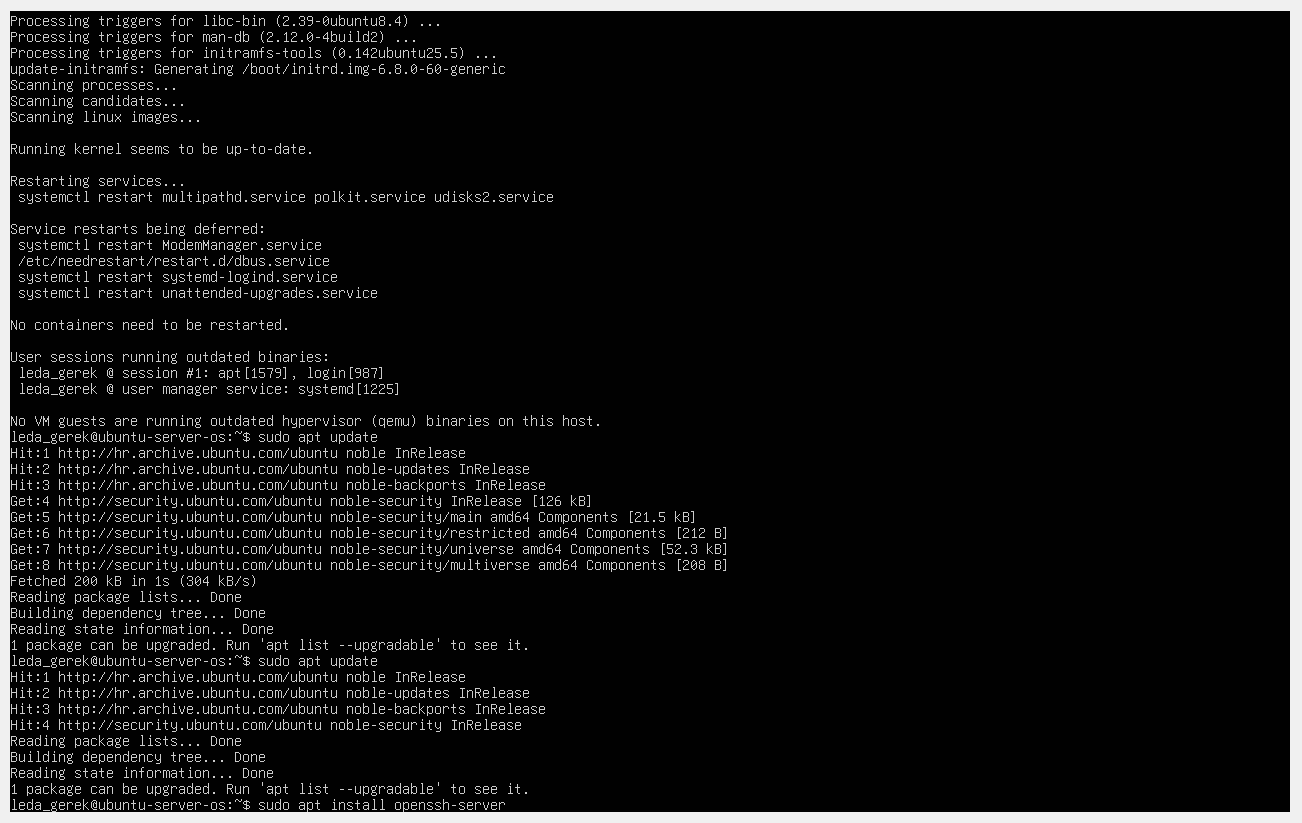 Processing triggers for libc-bin (2.39-0ubuntu8.4) ...
Processing triggers for man-db (2.12.0-4build2) ...
Processing triggers for initramfs-tools (0.142ubuntu25.5) ...
update-initramfs: Generating /boot/initrd.img-6.8.0-60-generic
Scanning processes...
Scanning candidates...
Scanning linux images...
Running kernel seems to be up-to-date.
Restarting services...
systemctl restart multipathd.service polkit.service udisks2.service
Service restarts being deferred:
systemctl restart ModemManager.service
/etc/needrestart/restart.d/dbus.service
systemctl restart systemd-logind.service
systemctl restart unattended-upgrades.service
No containers need to be restarted.
User sessions running outdated binaries:
leda_gerek @ session #1: apt[1579], login[987]
leda_gerek @ user manager service: systemd[1225]
No VM guests are running outdated hypervisor (qemu) binaries on this host.
leda_gerek@ubuntu-server-os:~$ sudo apt update
Hit:1 http://hr.archive.ubuntu.com/ubuntu noble InRelease
Hit:2 http://hr.archive.ubuntu.com/ubuntu noble-updates InRelease
Hit:3 http://hr.archive.ubuntu.com/ubuntu noble-backports InRelease
Get:4 http://security.ubuntu.com/ubuntu noble-security InRelease [126 kB]
Get:5 http://security.ubuntu.com/ubuntu noble-security/main amd64 Components [21.5 kB]
Get:6 http://security.ubuntu.com/ubuntu noble-security/restricted amd64 Components [212 B]
Get:7 http://security.ubuntu.com/ubuntu noble-security/universe amd64 Components [52.3 kB]
Get:8 http://security.ubuntu.com/ubuntu noble-security/multiverse amd64 Components [208 B]
Fetched 200 kB in 1s (304 kB/s)
Reading package lists... Done
Building dependency tree... Done
Reading state information... Done
1 package can be upgraded. Run 'apt list --upgradable' to see it.
leda_gerek@ubuntu-server-os:~$ sudo apt update
Hit:1 http://hr.archive.ubuntu.com/ubuntu noble InRelease
Hit:2 http://hr.archive.ubuntu.com/ubuntu noble-updates InRelease
Hit:3 http://hr.archive.ubuntu.com/ubuntu noble-backports InRelease
Hit:4 http://security.ubuntu.com/ubuntu noble-security InRelease
Reading package lists... Done
Building dependency tree... Done
Reading state information... Done
1 package can be upgraded. Run 'apt list --upgradable' to see it.
leda_gerek@ubuntu-server-os:~$ sudo apt install openssh-server